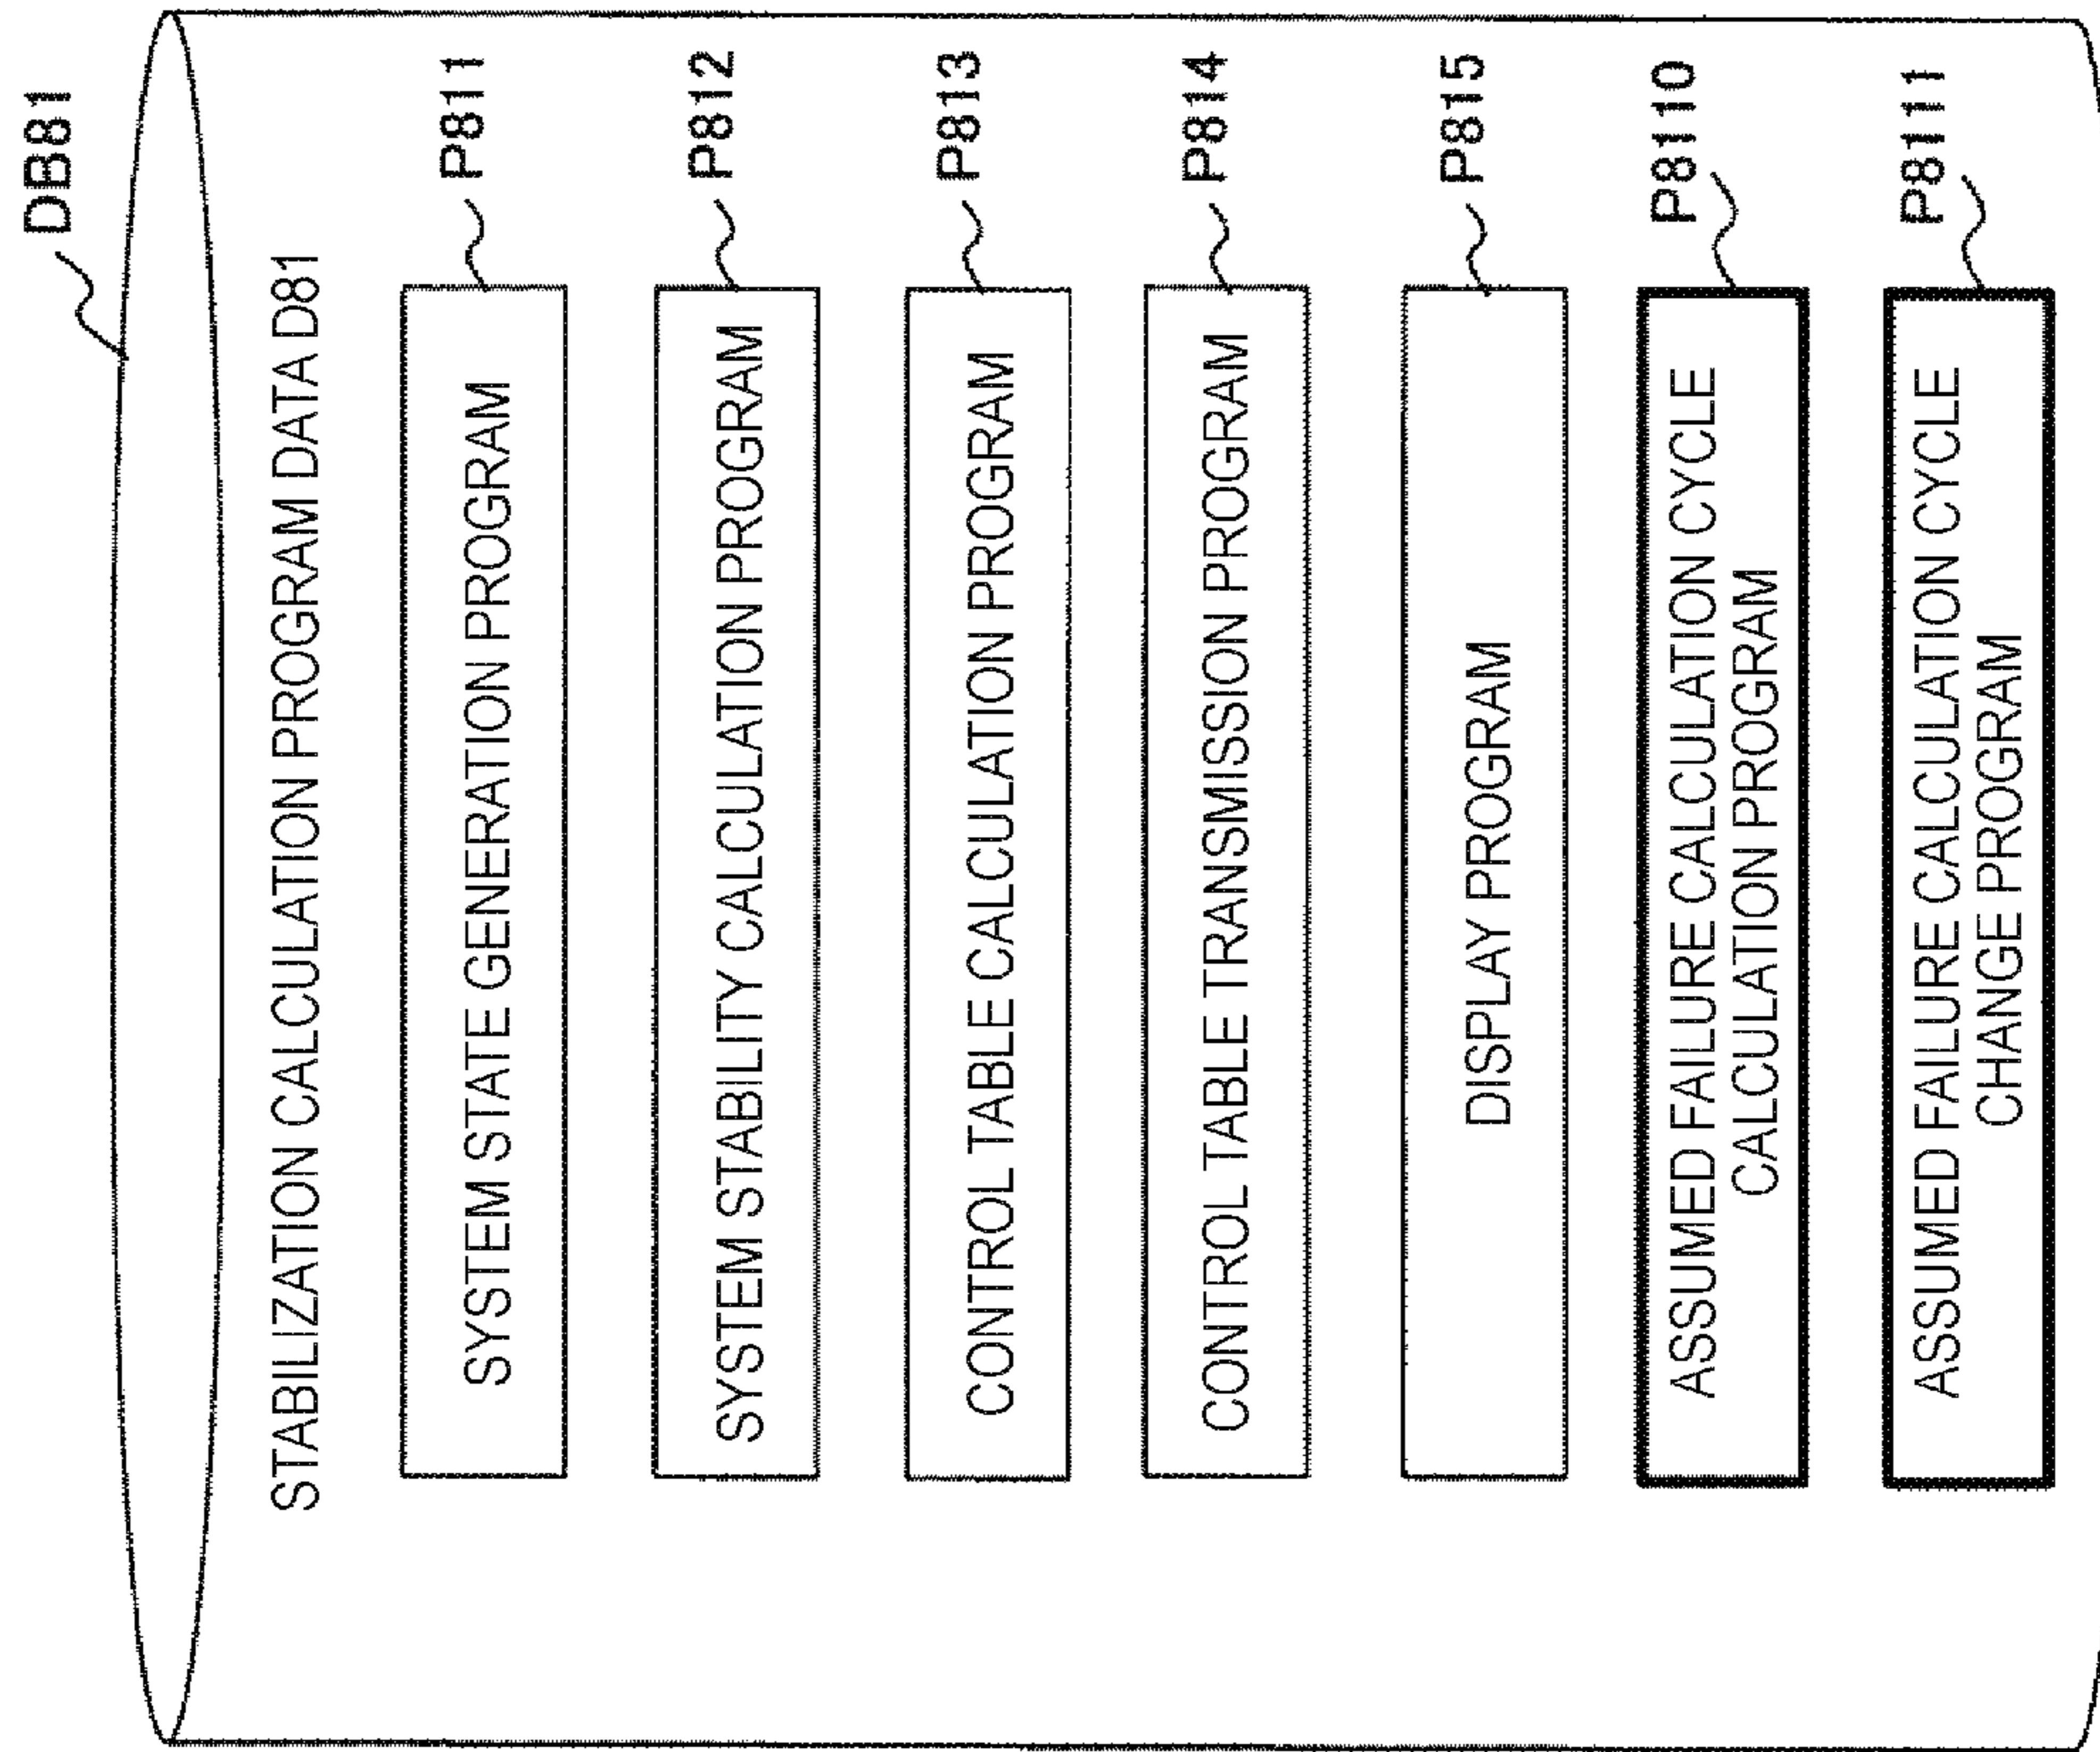 DB81
STABILIZATION CALCULATION PROGRAM DATA D81
SYSTEM STATE GENERATION PROGRAM
P811
SYSTEM STABILITY CALCULATION PROGRAM
P812
CONTROL TABLE CALCULATION PROGRAM
P813
CONTROL TABLE TRANSMISSION PROGRAM
P814
DISPLAY PROGRAM
P815
ASSUMED FAILURE CALCULATION CYCLE
CALCULATION PROGRAM
P8110
ASSUMED FAILURE CALCULATION CYCLE
CHANGE PROGRAM
P8111